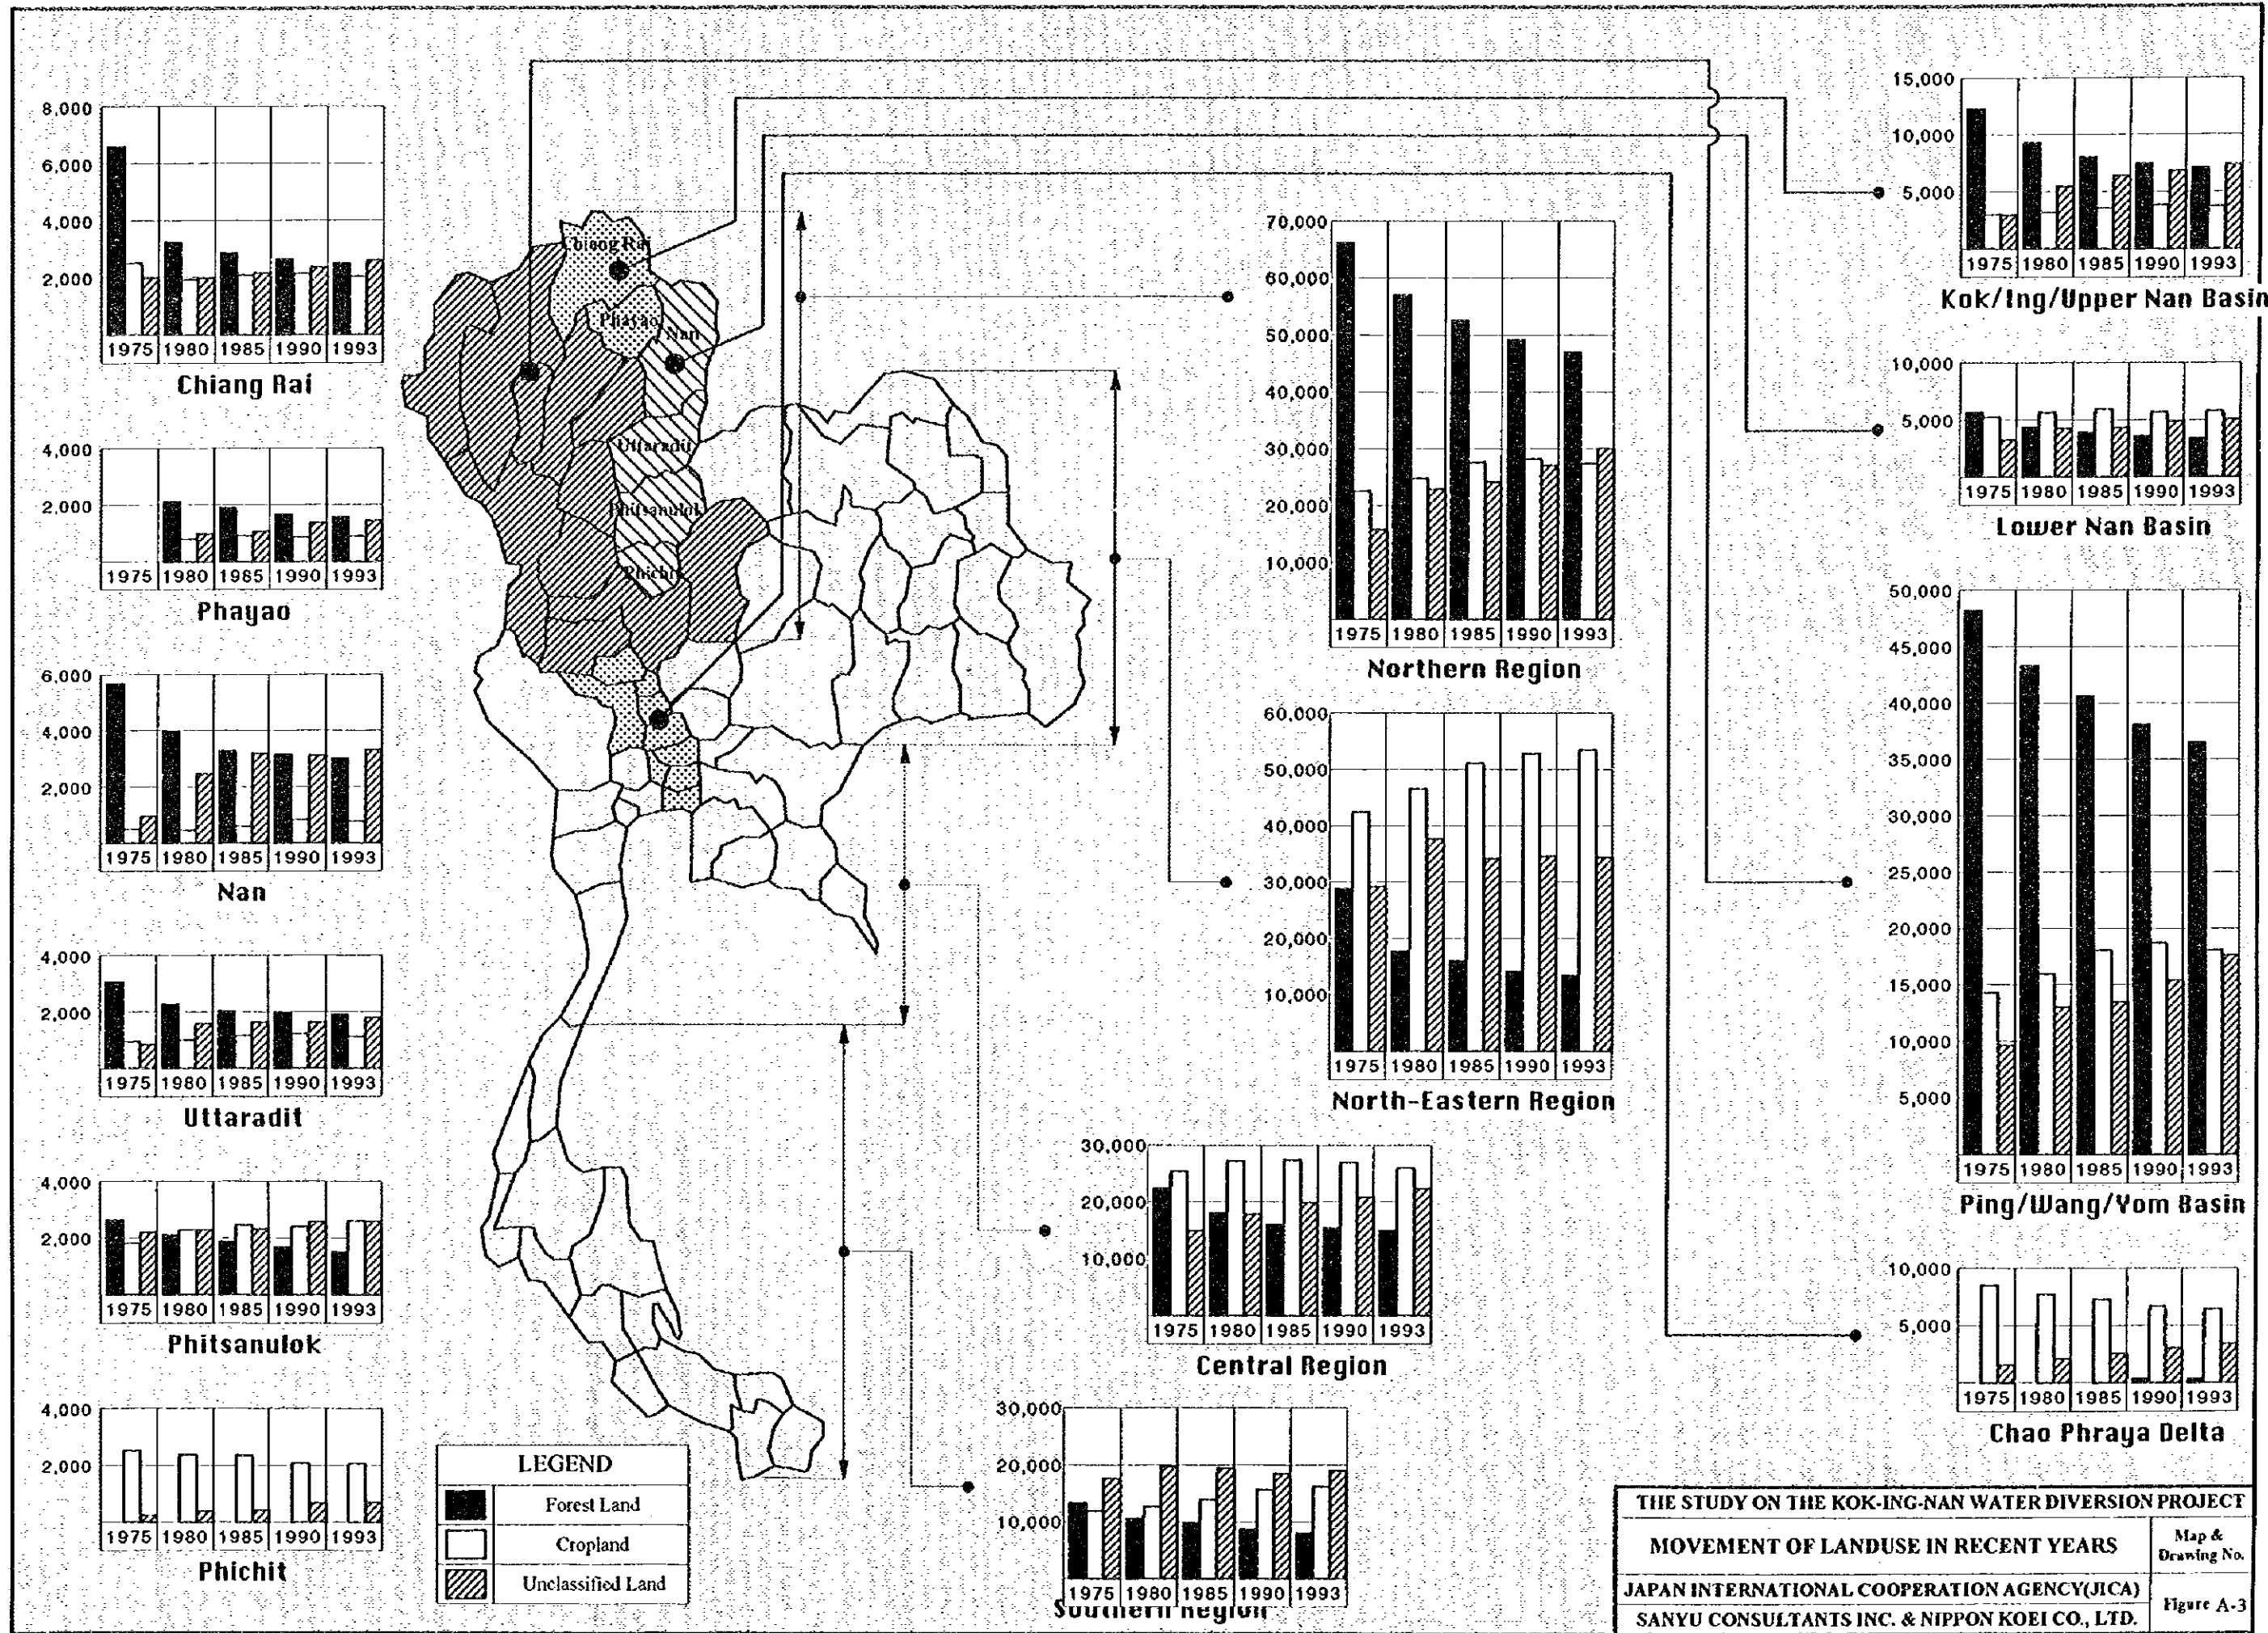 8,000
6,000
4,000
2,000
1975 1980 1985 1990 1993
Chiang Rai
4,000
2,000
1975 1980 1985 1990 1993
Phayao
6,000
4,000
2,000
1975 1980 1985 1990 1993
Nan
4,000
2,000
1975 1980 1985 1990 1993
Uttaradit
4,000
2,000
1975 1980 1985 1990 1993
Phitsanulok
4,000
2,000
1975 1980 1985 1990 1993
Phichit
Chiang Rai
Phayao
Nan
Uttaradit
Phitsanulok
Phichit
LEGEND
Forest Land
Cropland
Unclassified Land
70,000
60,000
50,000
40,000
30,000
20,000
10,000
1975 1980 1985 1990 1993
Northern Region
60,000
50,000
40,000
30,000
20,000
10,000
1975 1980 1985 1990 1993
North-Eastern Region
30,000
20,000
10,000
1975 1980 1985 1990 1993
Central Region
30,000
20,000
10,000
1975 1980 1985 1990 1993
Southern Region
15,000
10,000
5,000
1975 1980 1985 1990 1993
Kok/Ing/Upper Nan Basin
10,000
5,000
1975 1980 1985 1990 1993
Lower Nan Basin
50,000
45,000
40,000
35,000
30,000
25,000
20,000
15,000
10,000
5,000
1975 1980 1985 1990 1993
Ping/Wang/Yom Basin
10,000
5,000
1975 1980 1985 1990 1993
Chao Phraya Delta
THE STUDY ON THE KOK-ING-NAN WATER DIVERSION PROJECT
MOVEMENT OF LANDUSE IN RECENT YEARS
Map &
Drawing No.
JAPAN INTERNATIONAL COOPERATION AGENCY(JICA)
SANYU CONSULTANTS INC. & NIPPON KOEI CO., LTD.
Figure A-3